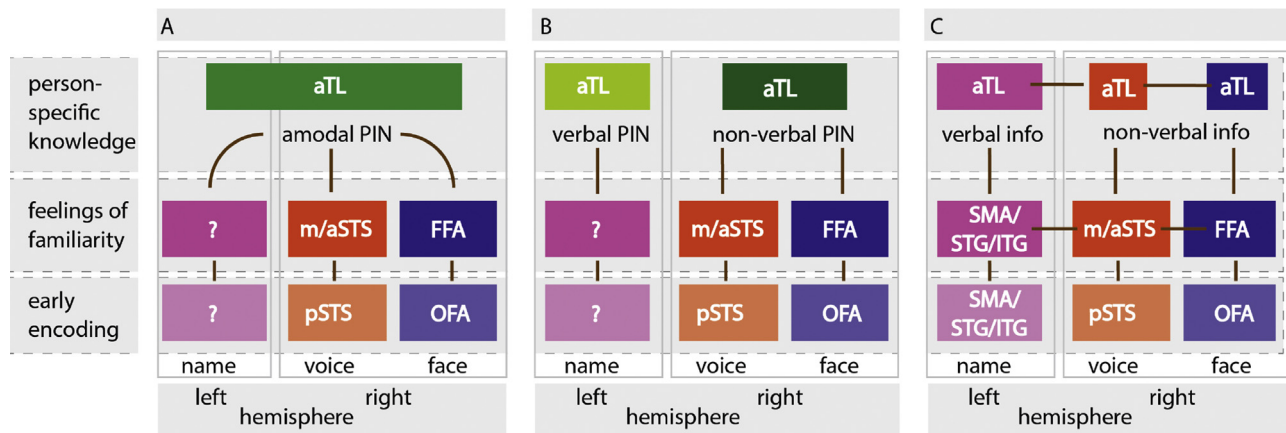 A
B
C
person-
specific
knowledge
feelings of
familiarity
early
encoding
aTL
amodal PIN
?
m/aSTS
FFA
?
pSTS
OFA
name
voice
face
left
right
hemisphere
aTL
aTL
verbal PIN
non-verbal PIN
?
m/aSTS
FFA
?
pSTS
OFA
name
voice
face
left
right
hemisphere
aTL
aTL
aTL
verbal info
non-verbal info
SMA/
STG/ITG
m/aSTS
FFA
SMA/
STG/ITG
pSTS
OFA
name
voice
face
left
right
hemisphere